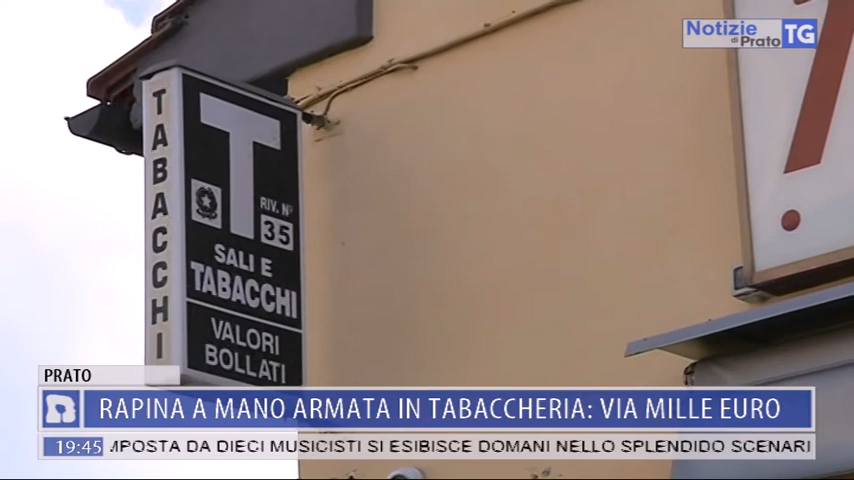 Notizie
di Prato TG
TABACCHI
T
RIV. N°
35
SALI E
TABACCHI
VALORI
BOLLATI
PRATO
RAPINA A MANO ARMATA IN TABACCHERIA: VIA MILLE EURO
19:45 MPOSTA DA DIECI MUSICISTI SI ESIBISCE DOMANI NELLO SPLENDIDO SCENARI